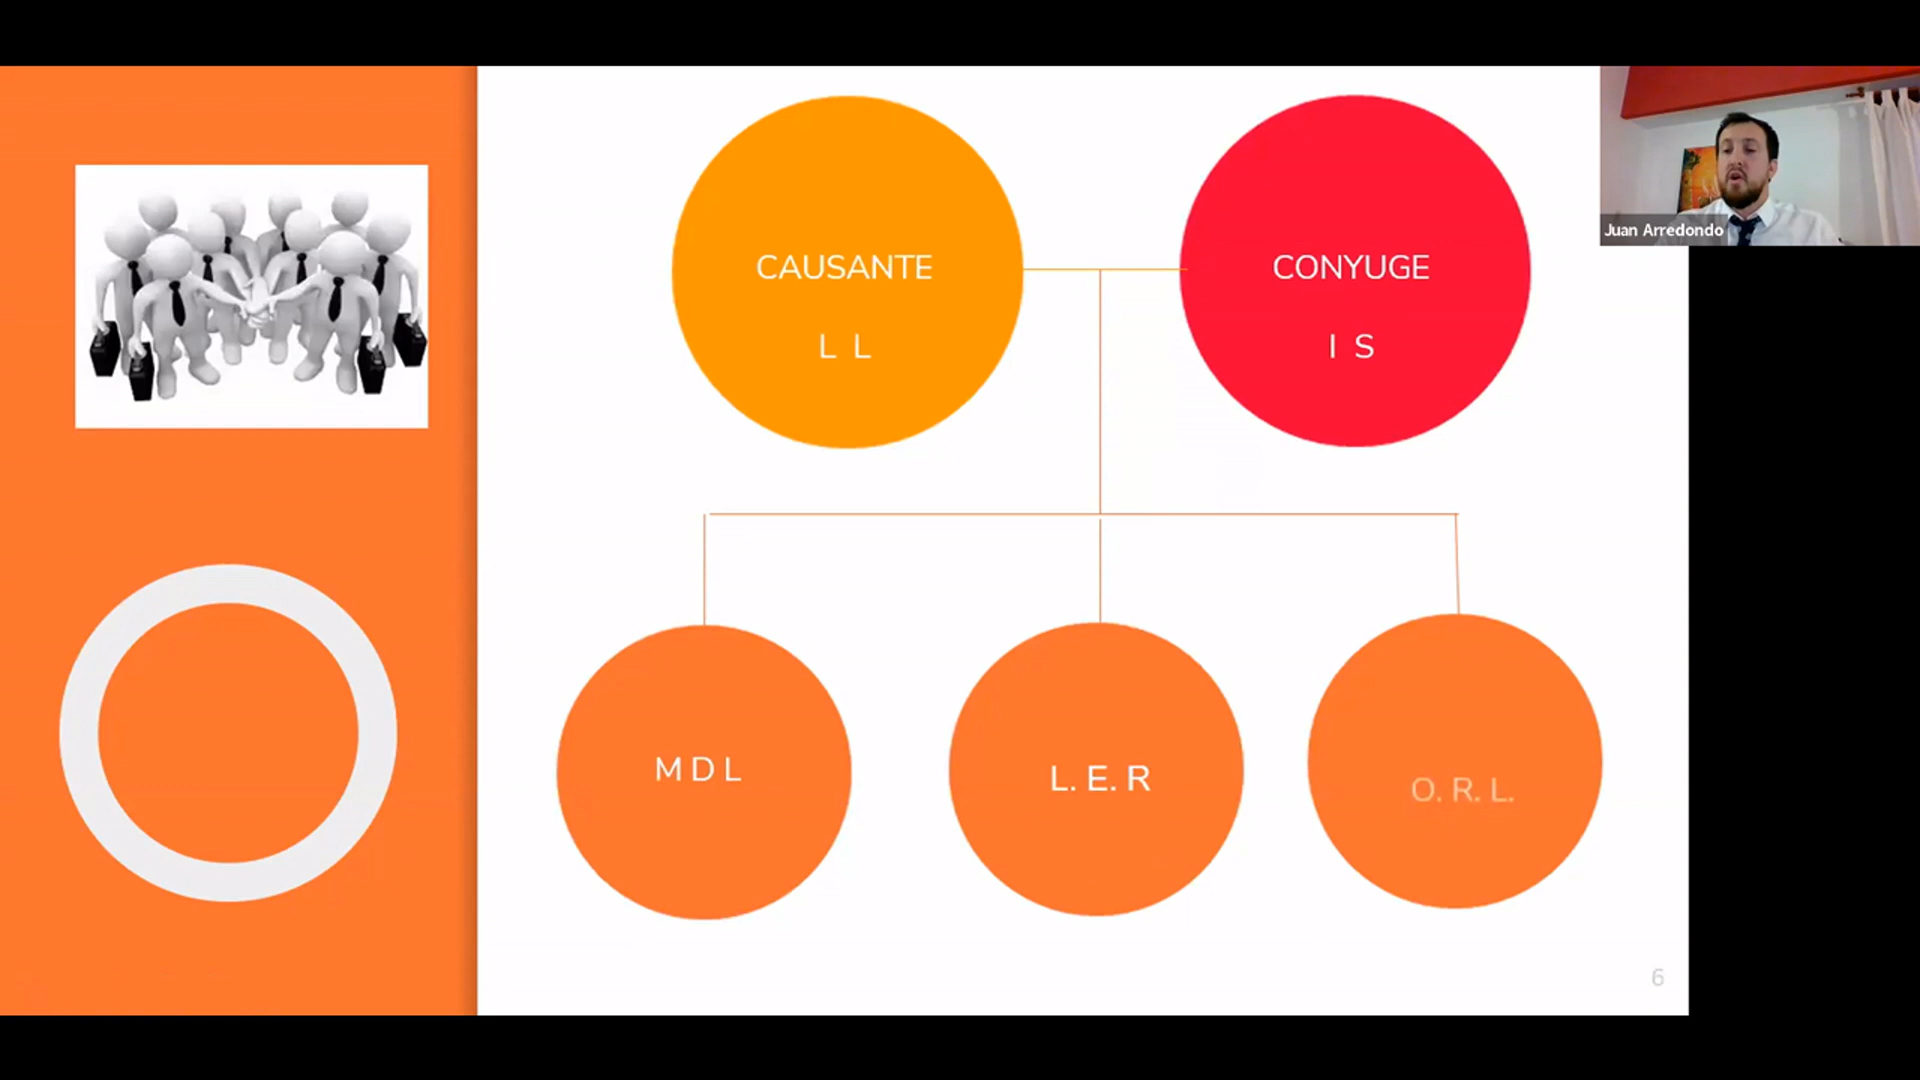 CAUSANTE
L L
CONYUGE
I S
Juan Arredondo
M D L
L. E. R
O. R. L.
6